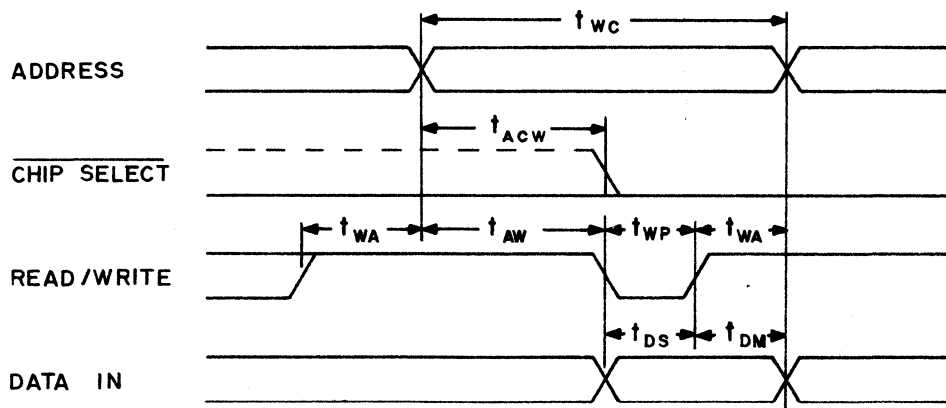 t WC
ADDRESS
t ACW
CHIP SELECT
t WA t AW t WP t WA
READ/WRITE
t DS t DM
DATA IN